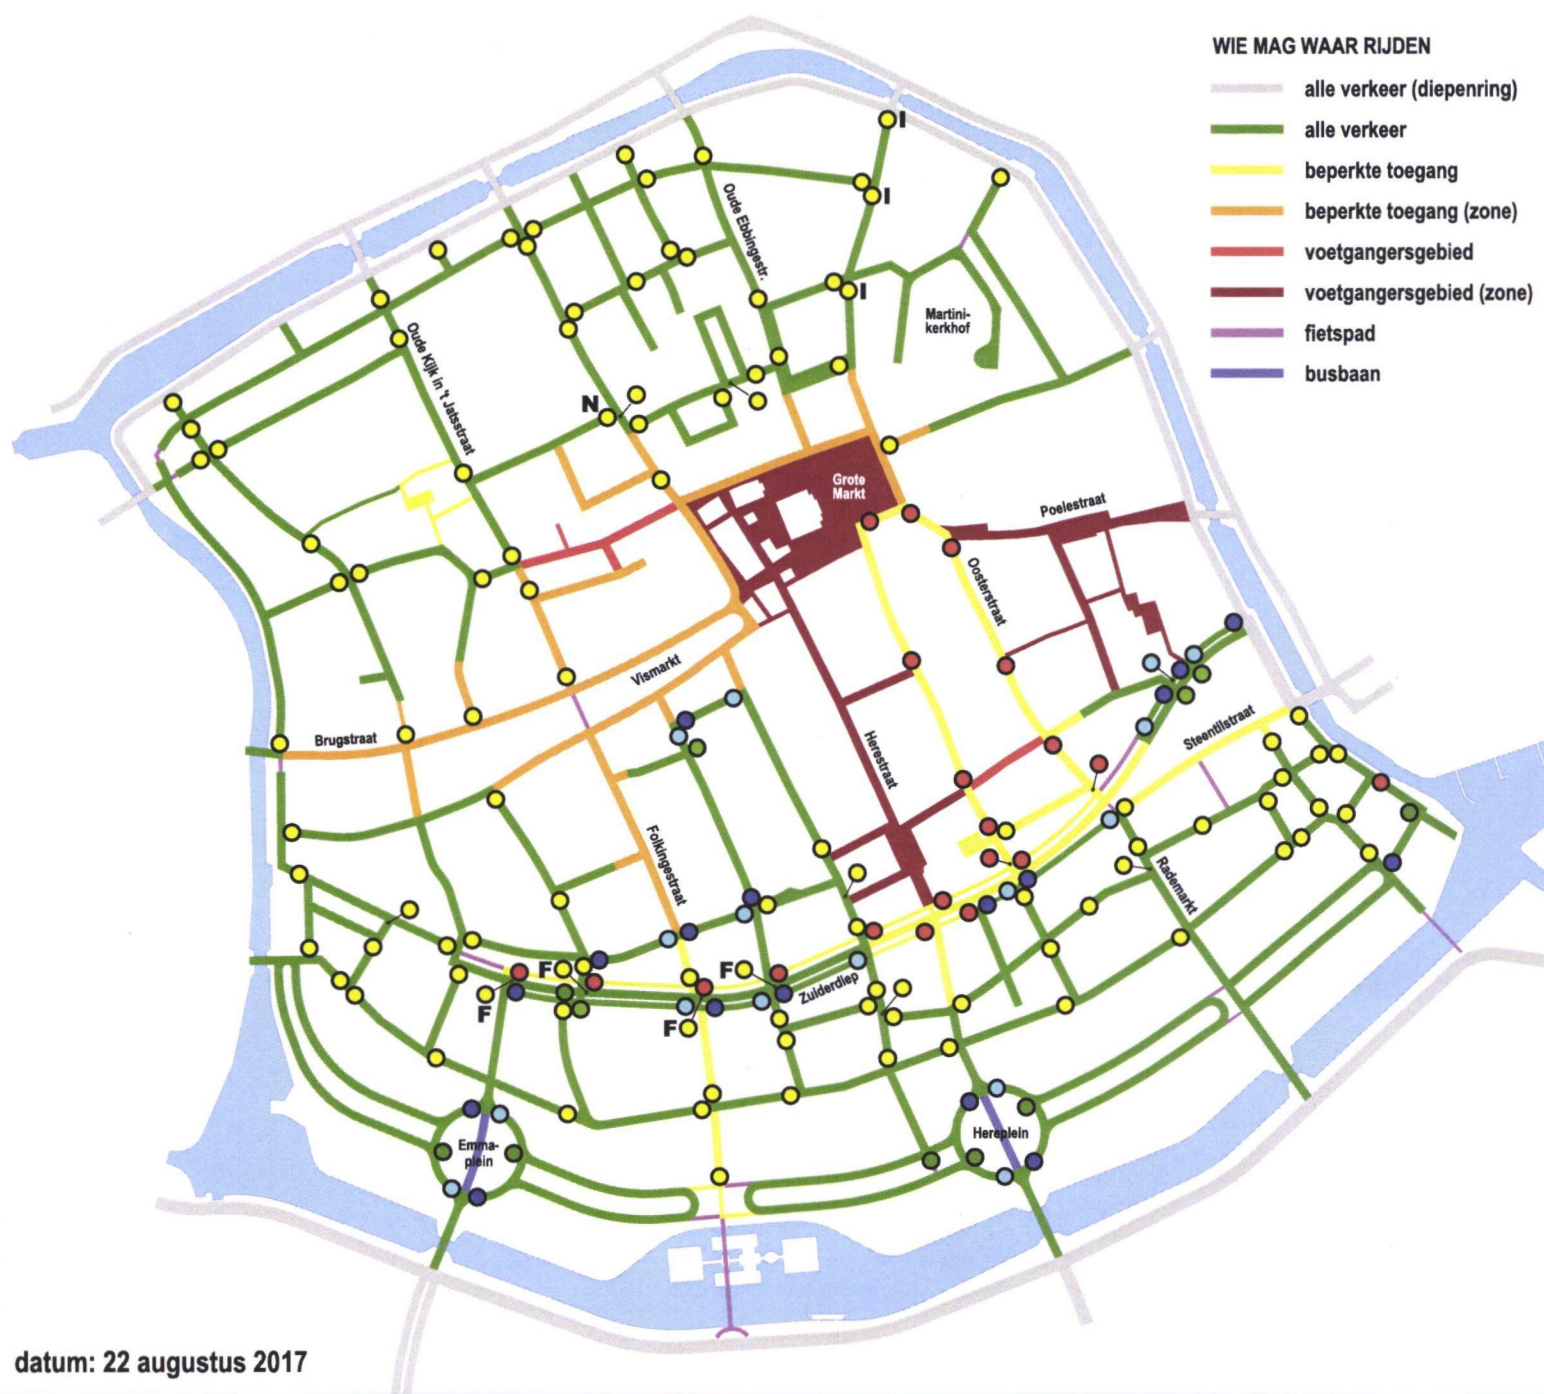 WIE MAG WAAR RIJDEN
alle verkeer (diepenring)
alle verkeer
beperkte toegang
beperkte toegang (zone)
voetgangersgebied
voetgangersgebied (zone)
fietspad
busbaan
I
I
Oude Ebbingestr.
I
Martini-
kerkhof
Oude Kijk in 't Jatsstraat
N
Grote
Markt
Poelestraat
Oosterstraat
Vismarkt
Brugstraat
Herestraat
Steentilstraat
Folkingestraat
Rademarkt
F
F
F
F
Zuiderdiep
Emma-
plein
Hereplein
datum: 22 augustus 2017